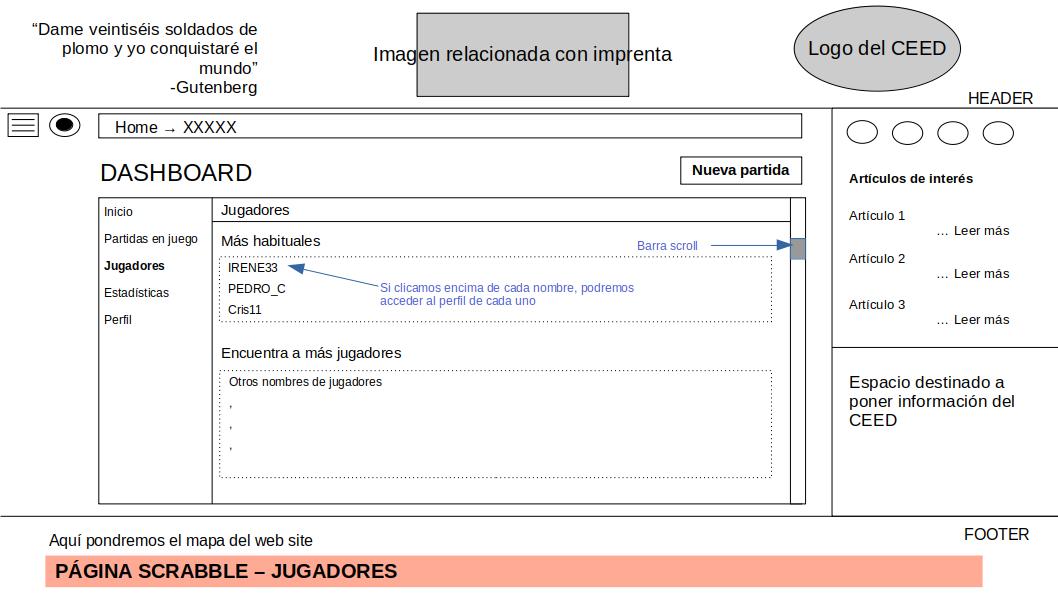 “Dame veintiséis soldados de
plomo y yo conquistaré el
mundo”
-Gutenberg
Imagen relacionada con imprenta
Logo del CEED
HEADER
Home → XXXXX
DASHBOARD
Nueva partida
Inicio
Partidas en juego
Jugadores
Estadísticas
Perfil
Jugadores
Más habituales
Barra scroll
IRENE33
PEDRO_C
Cris11
Si clicamos encima de cada nombre, podremos
acceder al perfil de cada uno
Encuentra a más jugadores
Otros nombres de jugadores
,
,
,
Artículos de interés
Artículo 1
... Leer más
Artículo 2
... Leer más
Artículo 3
... Leer más
Espacio destinado a
poner información del
CEED
FOOTER
Aquí pondremos el mapa del web site
PÁGINA SCRABBLE – JUGADORES